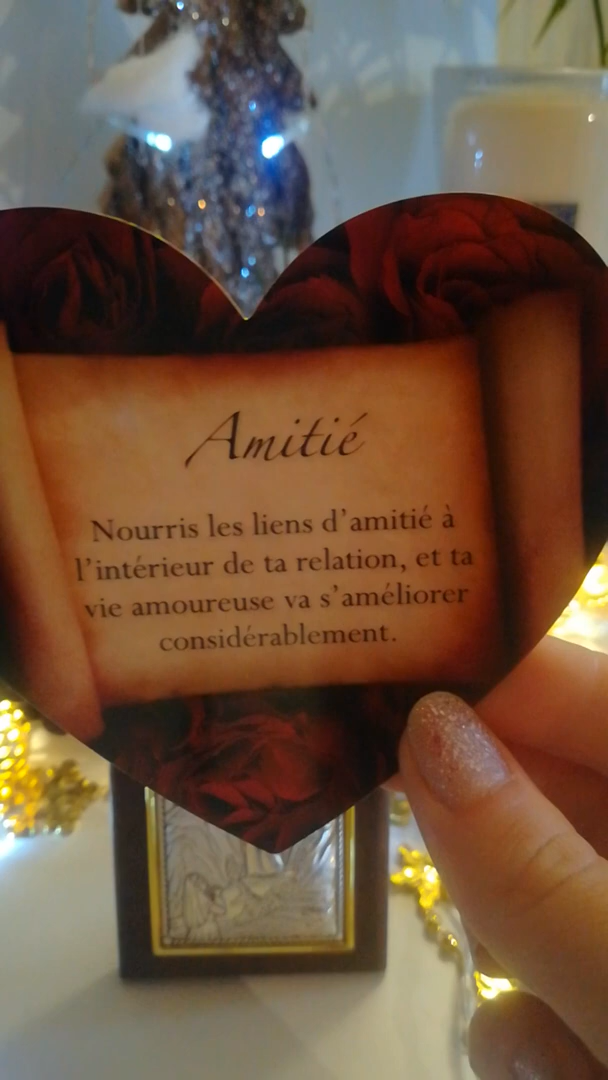 Amitié
Nourris les liens d'amitié à
l'intérieur de ta relation, et ta
vie amoureuse va s'améliorer
considérablement.